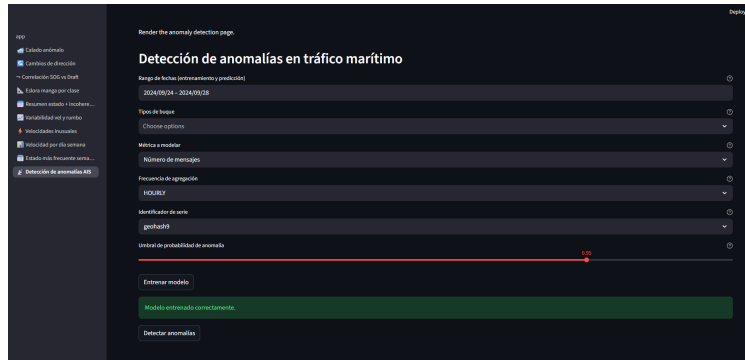 Deploy
app
Calado anómalo
Cambios de dirección
Correlación SOG vs Draft
Eslora manga por clase
Resumen estado + incohere...
Variabilidad vel y rumbo
Velocidades inusuales
Velocidad por día semana
Estado más frecuente sema...
Detección de anomalías AIS
Render the anomaly detection page.
Detección de anomalías en tráfico marítimo
Rango de fechas (entrenamiento y predicción)
2024/09/24 – 2024/09/28
Tipos de buque
Choose options
Métrica a modelar
Número de mensajes
Frecuencia de agregación
HOURLY
Identificador de serie
geohash9
Umbral de probabilidad de anomalía
0.95
Entrenar modelo
Modelo entrenado correctamente.
Detectar anomalías